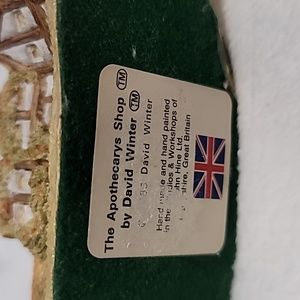 The Apothecarys Shop TM
by David Winter TM
David Winter
Hand made and hand painted
in the Studios & Workshops of
John Hine Ltd.
Great Britain